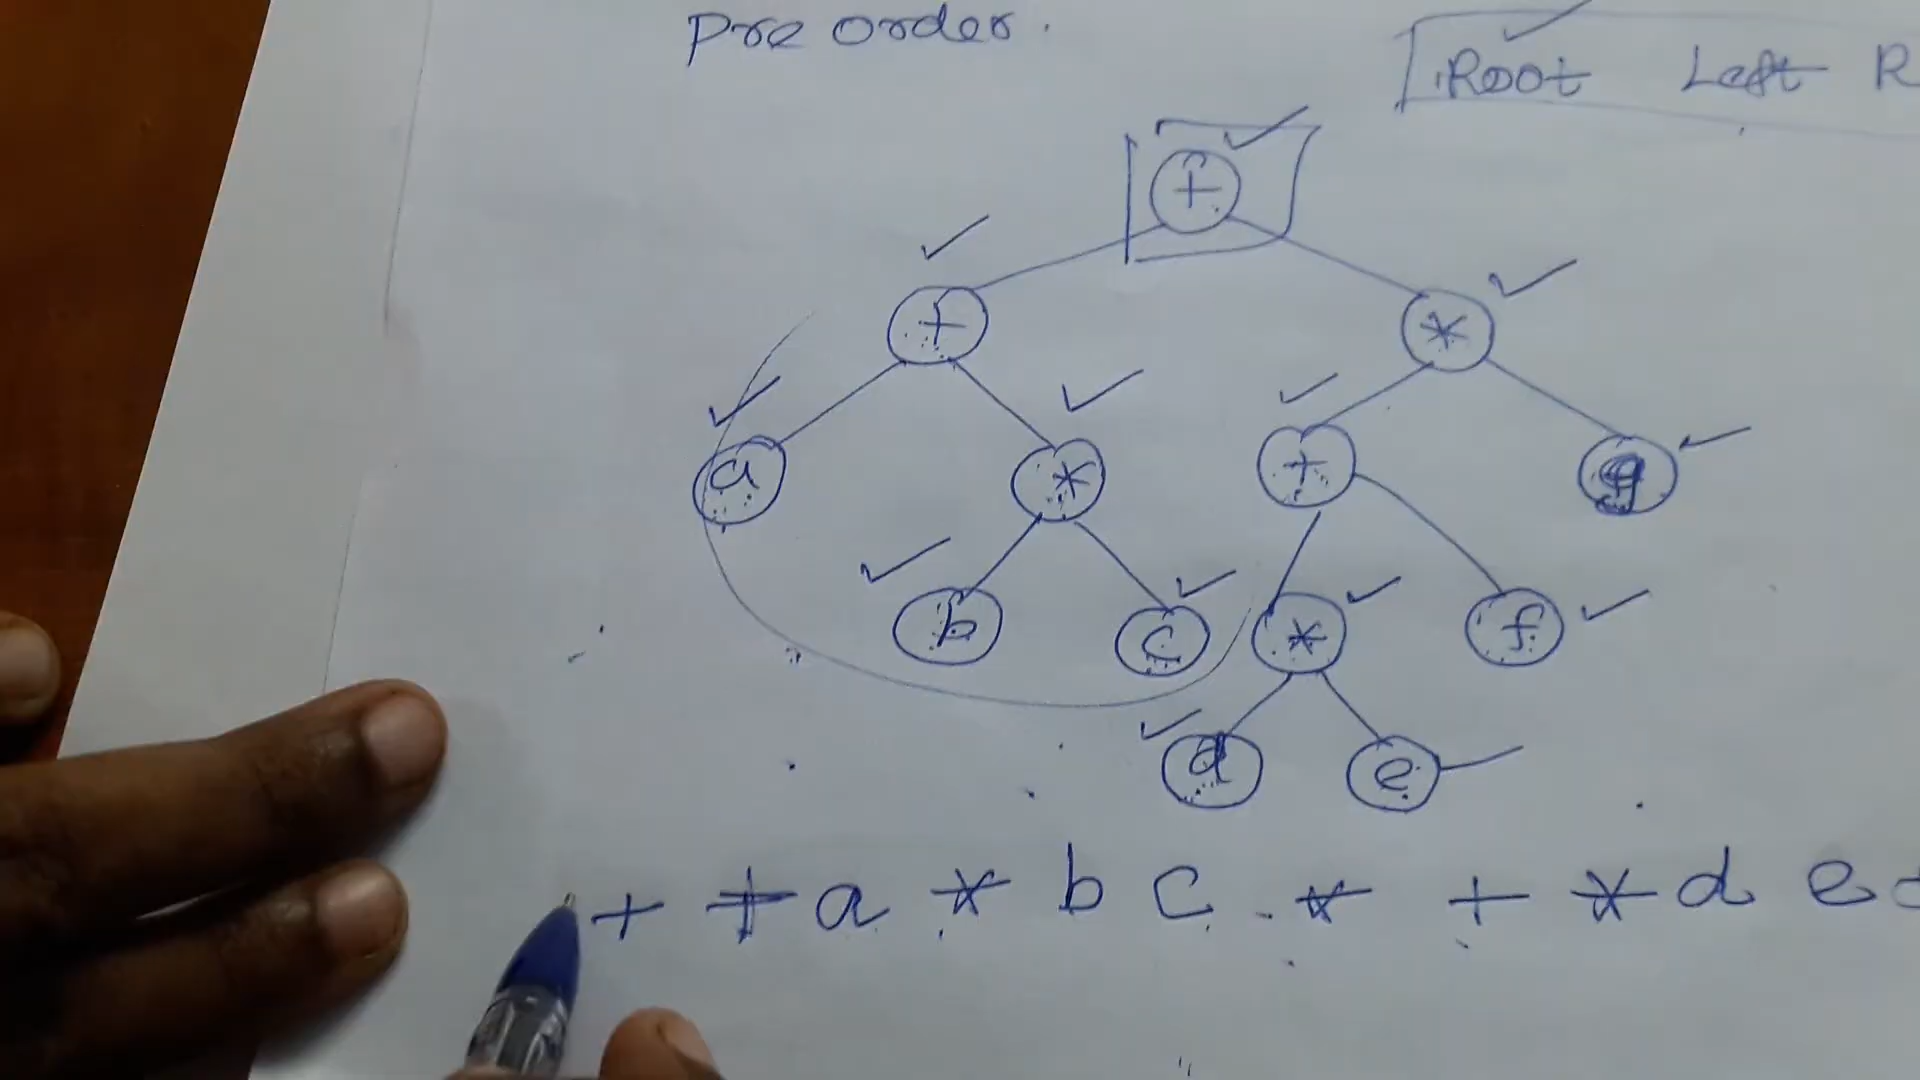 Pre order.
Root Left R
+
+ *
a * + g
b c * f
d e
+ + a * b c * + * d e